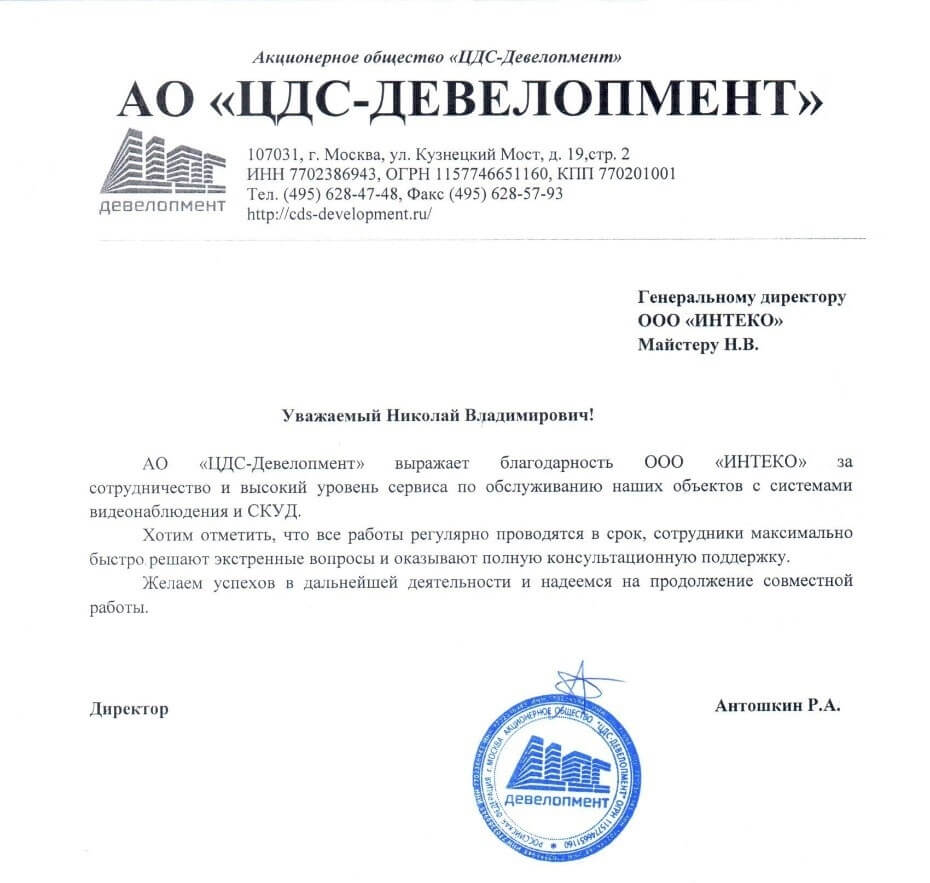 Акционерное общество «ЦДС-Девелопмент»
АО «ЦДС-ДЕВЕЛОПМЕНТ»
ЦДС
девелопмент
107031, г. Москва, ул. Кузнецкий Мост, д. 19,стр. 2
ИНН 7702386943, ОГРН 1157746651160, КПП 770201001
Тел. (495) 628-47-48, Факс (495) 628-57-93
http://cds-development.ru/
Генеральному директору
ООО «ИНТЕКО»
Майстеру Н.В.
Уважаемый Николай Владимирович!
АО «ЦДС-Девелопмент» выражает благодарность ООО «ИНТЕКО» за
сотрудничество и высокий уровень сервиса по обслуживанию наших объектов с системами
видеонаблюдения и СКУД.
Хотим отметить, что все работы регулярно проводятся в срок, сотрудники максимально
быстро решают экстренные вопросы и оказывают полную консультационную поддержку.
Желаем успехов в дальнейшей деятельности и надеемся на продолжение совместной
работы.
Директор
Антошкин Р.А.
РОССИЙСКАЯ ФЕДЕРАЦИЯ г. МОСКВА АКЦИОНЕРНОЕ ОБЩЕСТВО "ЦДС-ДЕВЕЛОПМЕНТ" ОГРН 1157746651160
ЦДС
девелопмент